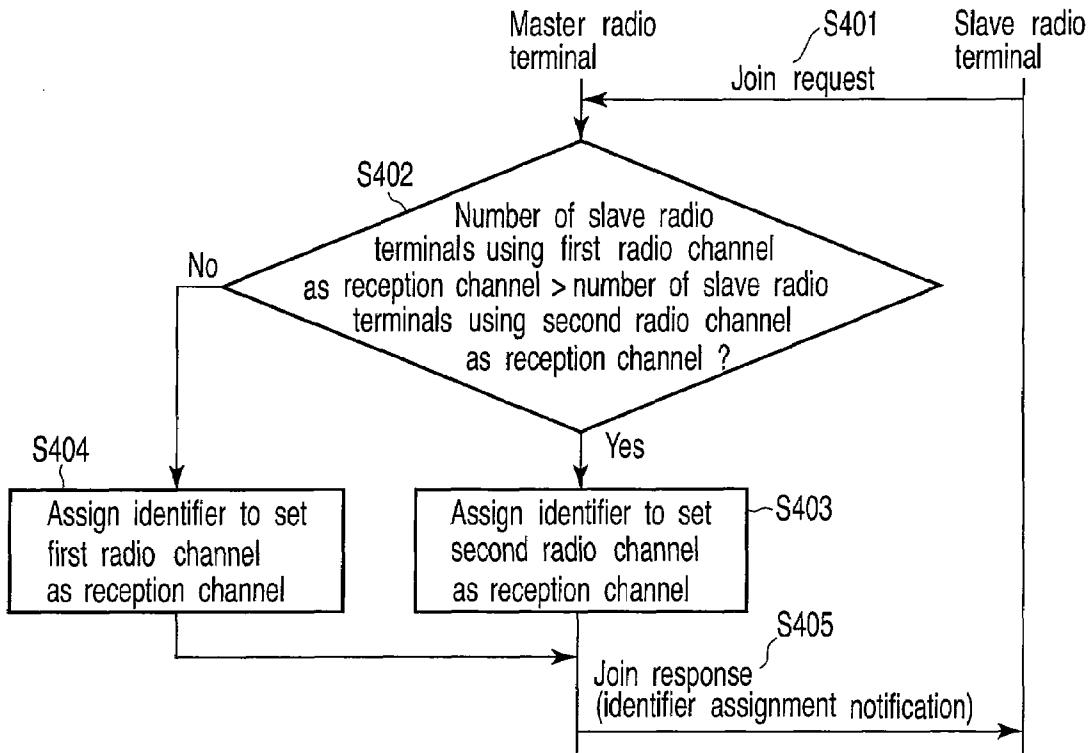 Master radio
terminal
S401
Slave radio
terminal
Join request
S402
Number of slave radio
terminals using first radio channel
as reception channel > number of slave radio
terminals using second radio channel
as reception channel ?
No
Yes
S404
Assign identifier to set
first radio channel
as reception channel
Assign identifier to set
second radio channel
as reception channel
S403
S405
Join response
(identifier assignment notification)